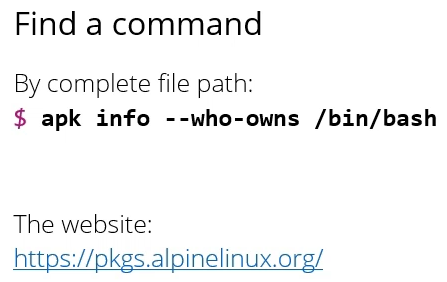 Find a command
By complete file path:
$ apk info --who-owns /bin/bash
The website:
https://pkgs.alpinelinux.org/